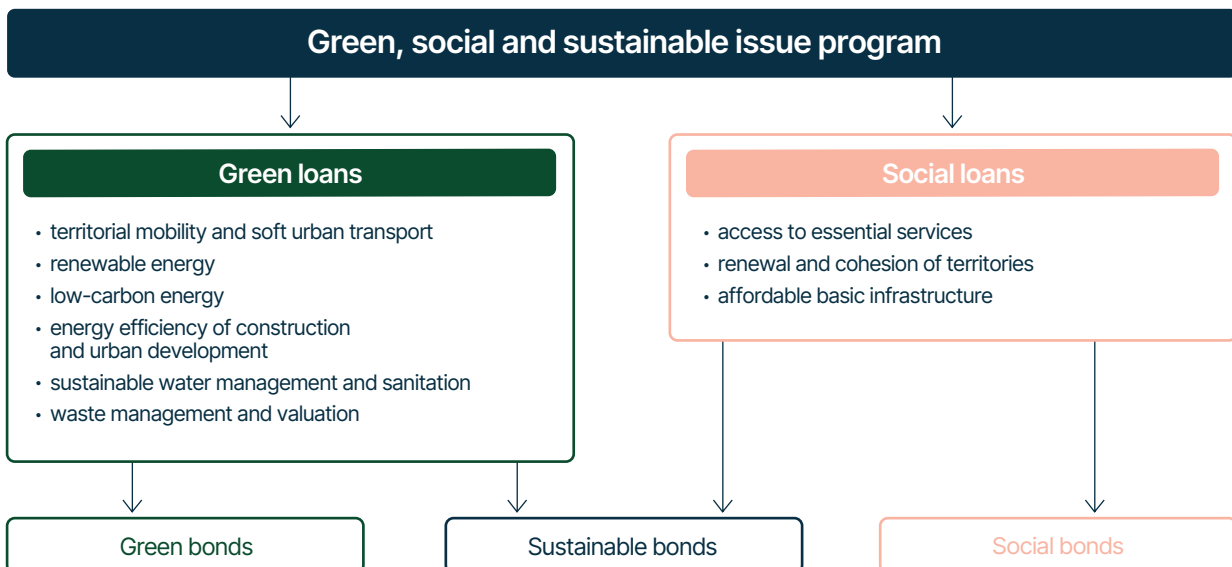 Green, social and sustainable issue program
Green loans
• territorial mobility and soft urban transport
• renewable energy
• low-carbon energy
• energy efficiency of construction
and urban development
• sustainable water management and sanitation
• waste management and valuation
Social loans
• access to essential services
• renewal and cohesion of territories
• affordable basic infrastructure
Green bonds
Sustainable bonds
Social bonds